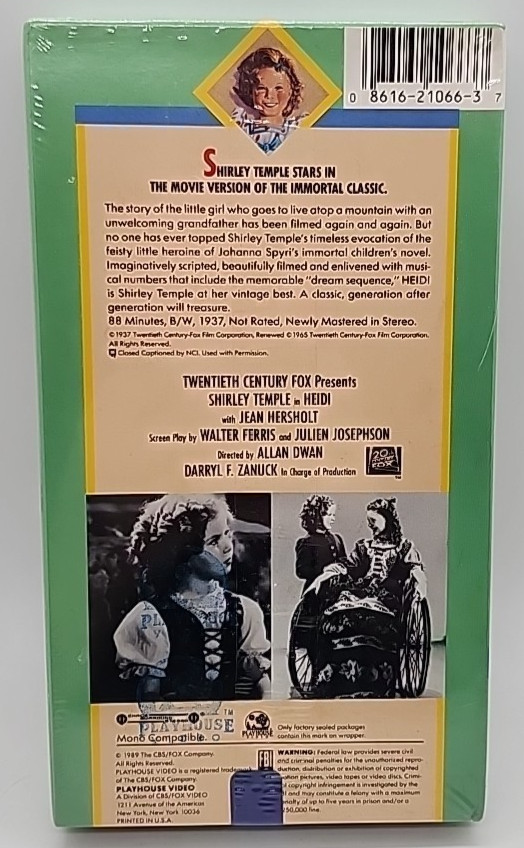 0 8616-21066-3 7
SHIRLEY TEMPLE STARS IN
THE MOVIE VERSION OF THE IMMORTAL CLASSIC.
The story of the little girl who goes to live atop a mountain with an
unwelcoming grandfather has been filmed again and again. But
no one has ever topped Shirley Temple's timeless evocation of the
feisty little heroine of Johanna Spyri's immortal children's novel.
Imaginatively scripted, beautifully filmed and enlivened with musi-
cal numbers that include the memorable "dream sequence," HEIDI
is Shirley Temple at her vintage best. A classic, generation after
generation will treasure.
88 Minutes, B/W, 1937, Not Rated, Newly Mastered in Stereo.
©1937 Twentieth Century-Fox Film Corporation, Renewed ©1965 Twentieth Century-Fox Film Corporation.
All Rights Reserved.
Closed Captioned by NCI. Used with Permission.
TWENTIETH CENTURY FOX Presents
SHIRLEY TEMPLE in HEIDI
with JEAN HERSHOLT
Screen Play by WALTER FERRIS and JULIEN JOSEPHSON
Directed by ALLAN DWAN
DARRYL F. ZANUCK In Charge of Production
20th
CENTURY
FOX
TM
PLAYHOUSE
TM
Mono Compatible.
PLAYHOUSE
Only factory sealed packages
contain this mark on wrapper.
© 1989 The CBS/FOX Company.
All Rights Reserved.
PLAYHOUSE VIDEO is a registered trademark
of The CBS/FOX Company.
PLAYHOUSE VIDEO
A Division of CBS/FOX VIDEO
1211 Avenue of the Americas
New York, New York 10036
PRINTED IN U.S.A.
FBI
WARNING: Federal law provides severe civil
and criminal penalties for the unauthorized repro-
duction, distribution or exhibition of copyrighted
motion pictures, video tapes or video discs. Crimi-
copyright infringement is investigated by the
and may constitute a felony with a maximum
penalty of up to five years in prison and/or a
250,000 fine.